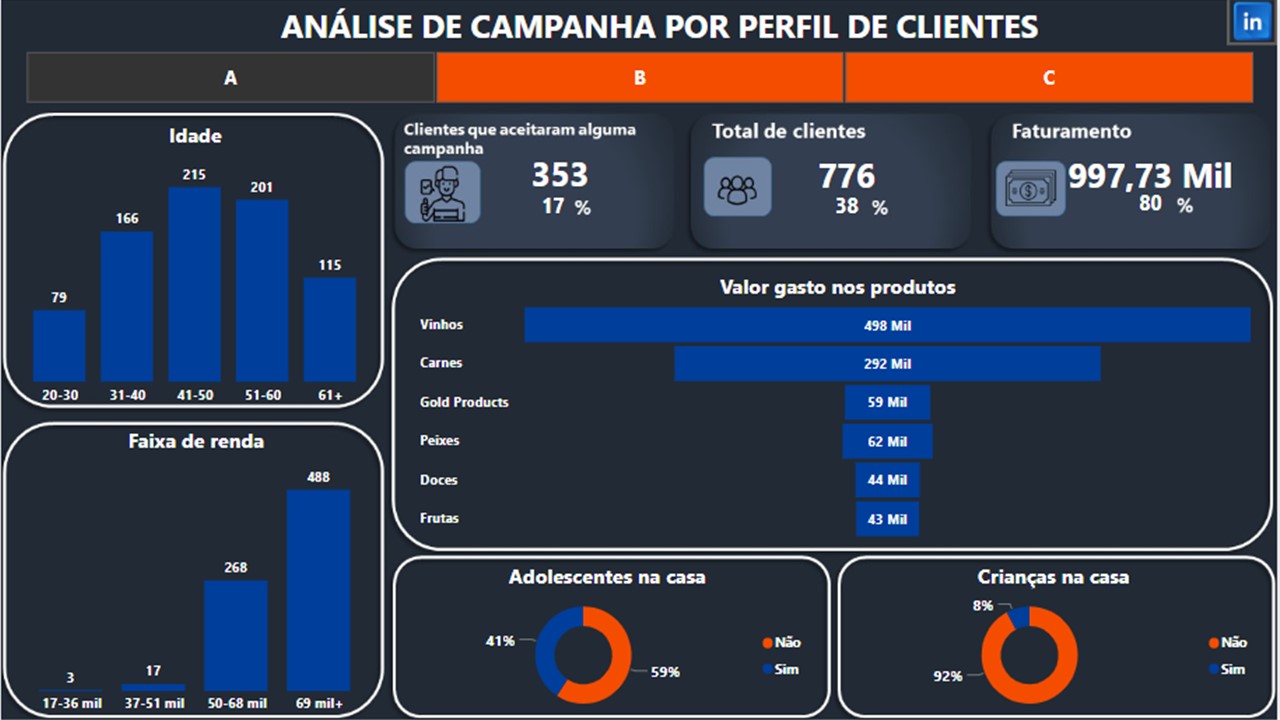 ANÁLISE DE CAMPANHA POR PERFIL DE CLIENTES
in
A
B
C
Idade
79
166
215
201
115
20-30
31-40
41-50
51-60
61+
Clientes que aceitaram alguma
campanha
353
17 %
Total de clientes
776
38 %
Faturamento
997,73 Mil
80 %
Valor gasto nos produtos
Vinhos
498 Mil
Carnes
292 Mil
Gold Products
59 Mil
Peixes
62 Mil
Doces
44 Mil
Frutas
43 Mil
Faixa de renda
3
17
268
488
17-36 mil
37-51 mil
50-68 mil
69 mil+
Adolescentes na casa
41%
59%
Não
Sim
Crianças na casa
8%
92%
Não
Sim